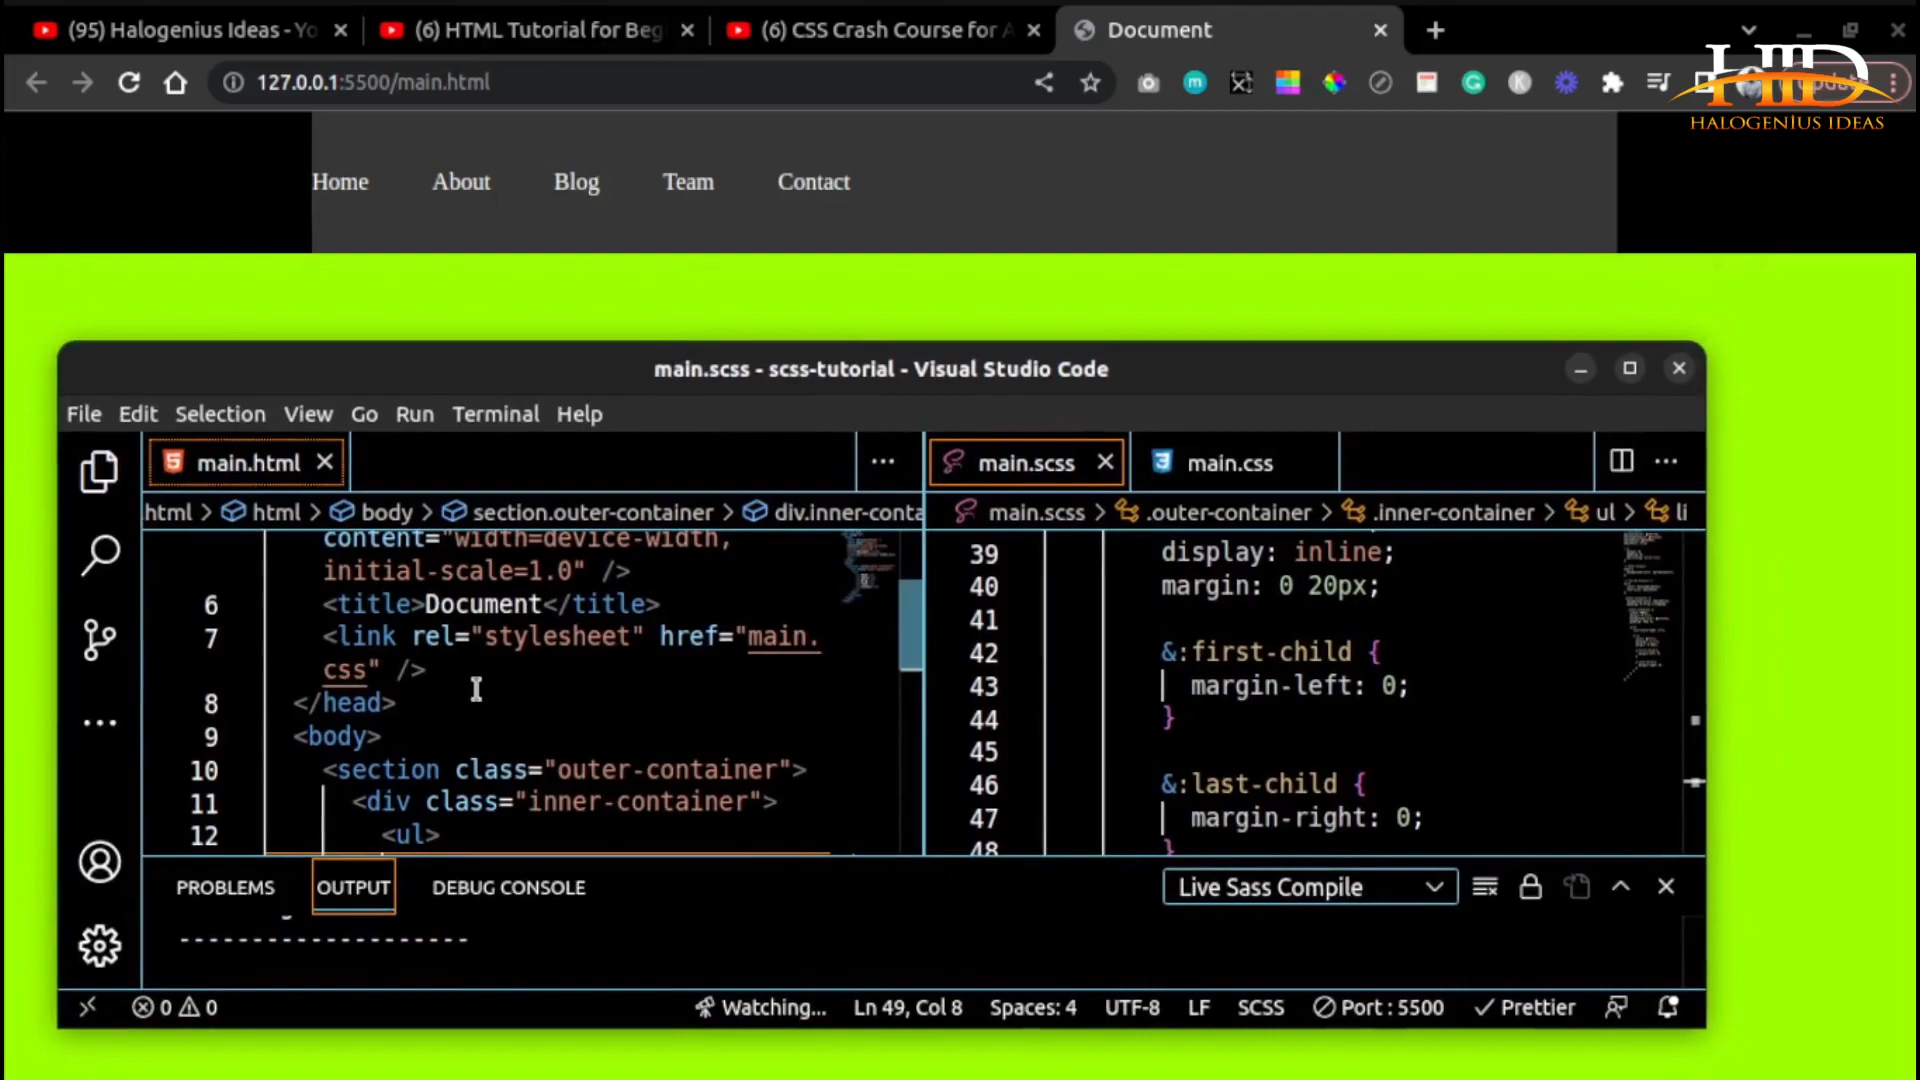 (95) Halogenius Ideas - Yo
(6) HTML Tutorial for Beg
(6) CSS Crash Course for A
Document
127.0.0.1:5500/main.html
HID
HALOGENIUS IDEAS
Home About Blog Team Contact
main.scss - scss-tutorial - Visual Studio Code
File Edit Selection View Go Run Terminal Help
main.html
main.scss
main.css
html > html > body > section.outer-container > div.inner-conta
main.scss > .outer-container > .inner-container > ul > li
content="width=device-width,
initial-scale=1.0" />
6 <title>Document</title>
7 <link rel="stylesheet" href="main.
css" />
8 </head>
9 <body>
10 <section class="outer-container">
11 <div class="inner-container">
12 <ul>
39 display: inline;
40 margin: 0 20px;
41
42 &:first-child {
43 margin-left: 0;
44 }
45
46 &:last-child {
47 margin-right: 0;
48 }
PROBLEMS OUTPUT DEBUG CONSOLE
Live Sass Compile
--------------------
0 0 Watching... Ln 49, Col 8 Spaces: 4 UTF-8 LF SCSS Port : 5500 Prettier